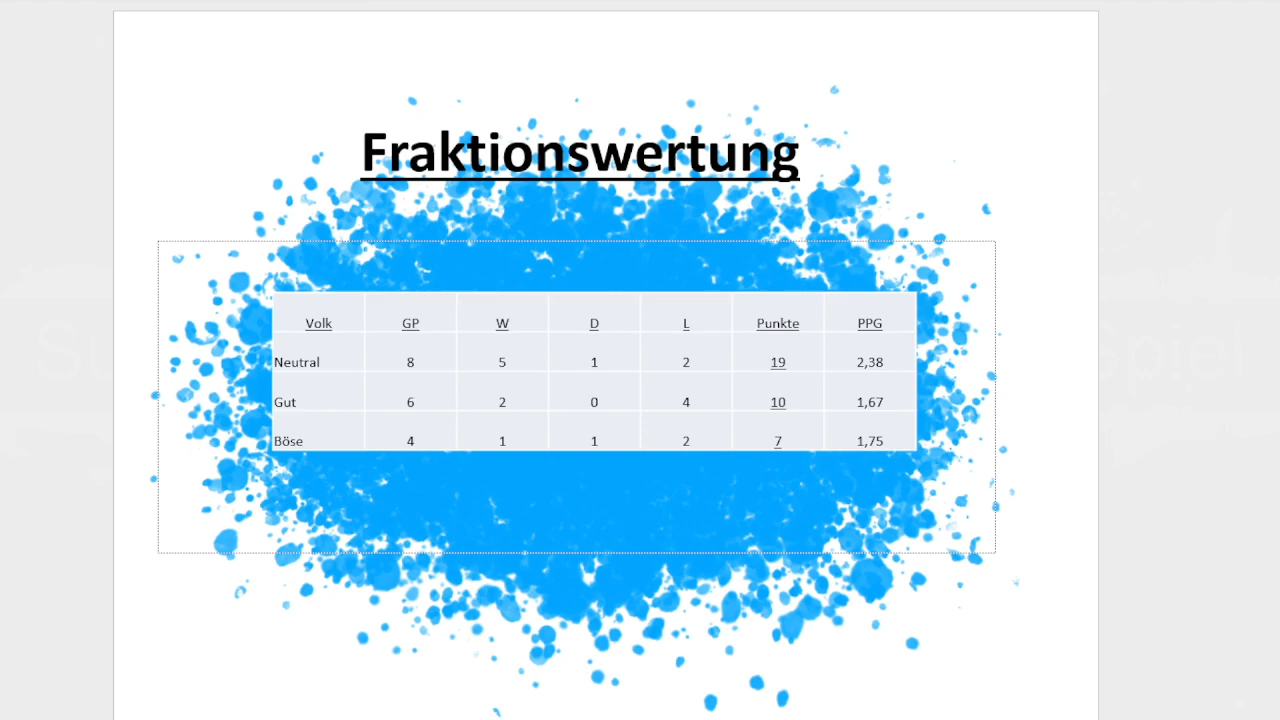 Fraktionswertung
Volk GP W D L Punkte PPG
Neutral 8 5 1 2 19 2,38
Gut 6 2 0 4 10 1,67
Böse 4 1 1 2 7 1,75